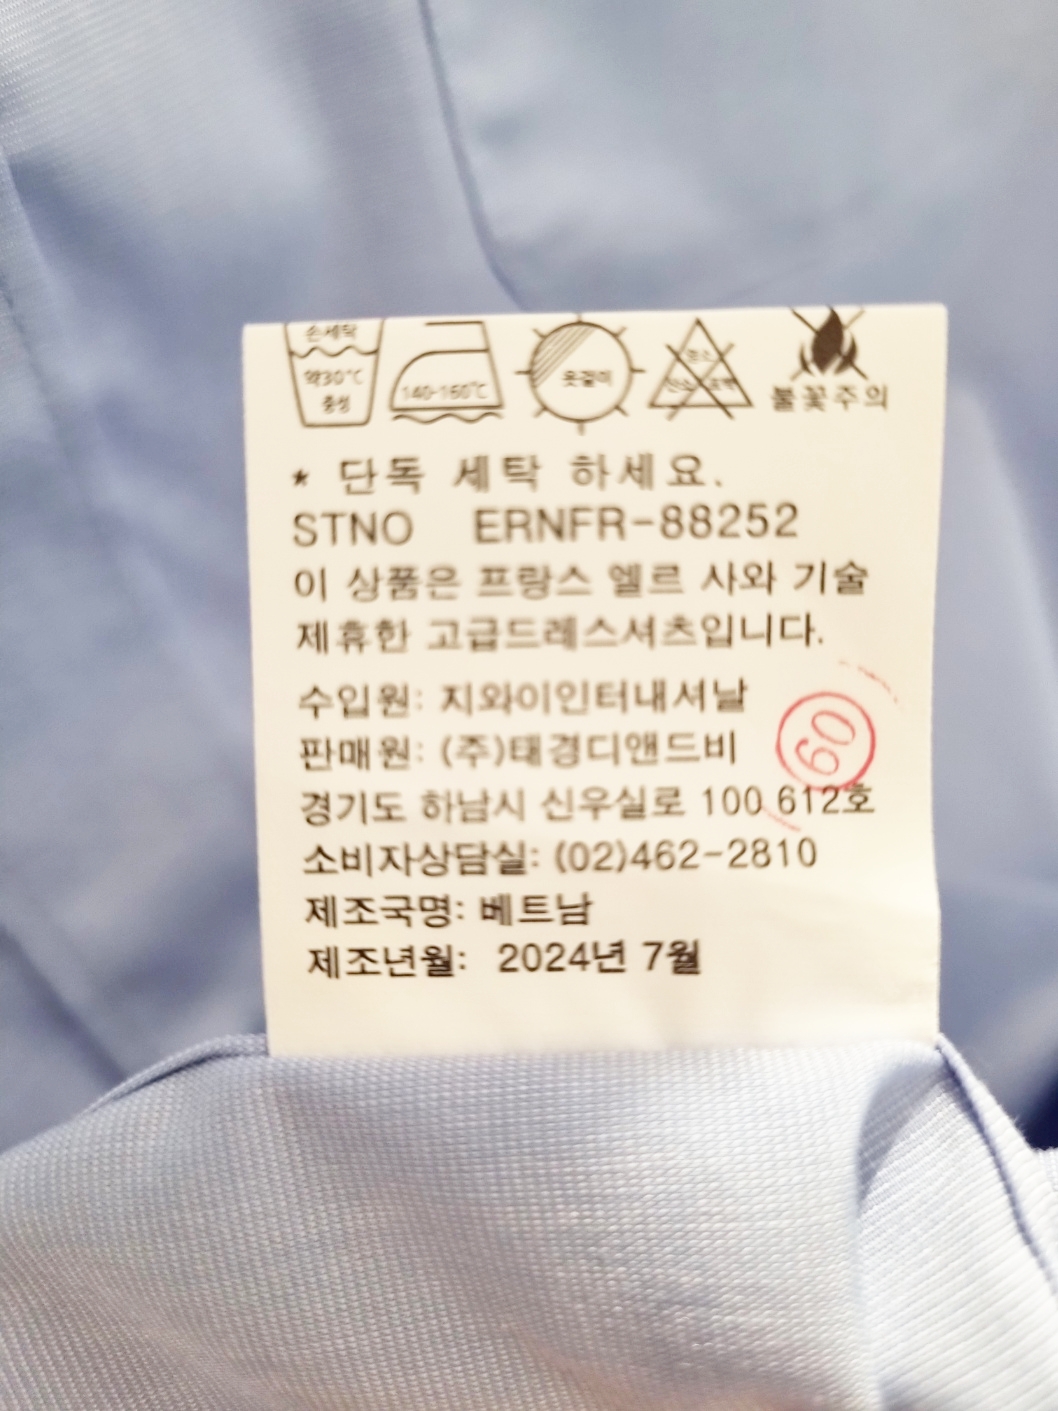 손세탁
약30℃
중성
140-160℃
옷걸이
염소
산소 표백
불꽃주의
* 단독 세탁 하세요.
STNO ERNFR-88252
이 상품은 프랑스 엘르 사와 기술
제휴한 고급드레스셔츠입니다.
수입원: 지와이인터내셔날
판매원: (주)태경디앤드비
60
경기도 하남시 신우실로 100 612호
소비자상담실: (02)462-2810
제조국명: 베트남
제조년월: 2024년 7월